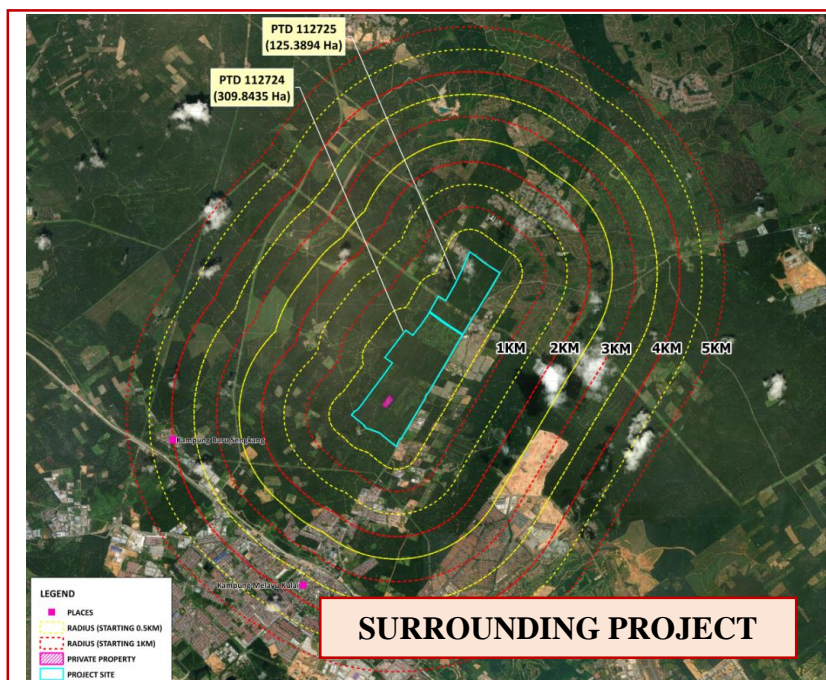 PTD 112725
(125.3894 Ha)
PTD 112724
(309.8435 Ha)
1KM
2KM
3KM
4KM
5KM
Kampung Baru Sengkang
Kampung Melayu Kulai
LEGEND
PLACES
RADIUS (STARTING 0.5KM)
RADIUS (STARTING 1KM)
PRIVATE PROPERTY
PROJECT SITE
SURROUNDING PROJECT